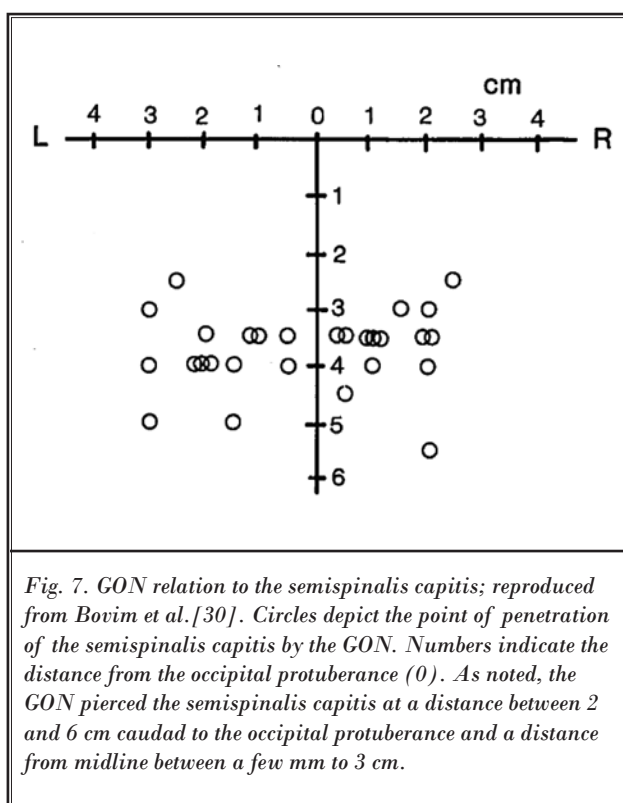 cm
4 3 2 1 0 1 2 3 4
L R
1
2
3
4
5
6
Fig. 7. GON relation to the semispinalis capitis; reproduced
from Bovim et al.[30]. Circles depict the point of penetration
of the semispinalis capitis by the GON. Numbers indicate the
distance from the occipital protuberance (0). As noted, the
GON pierced the semispinalis capitis at a distance between 2
and 6 cm caudad to the occipital protuberance and a distance
from midline between a few mm to 3 cm.